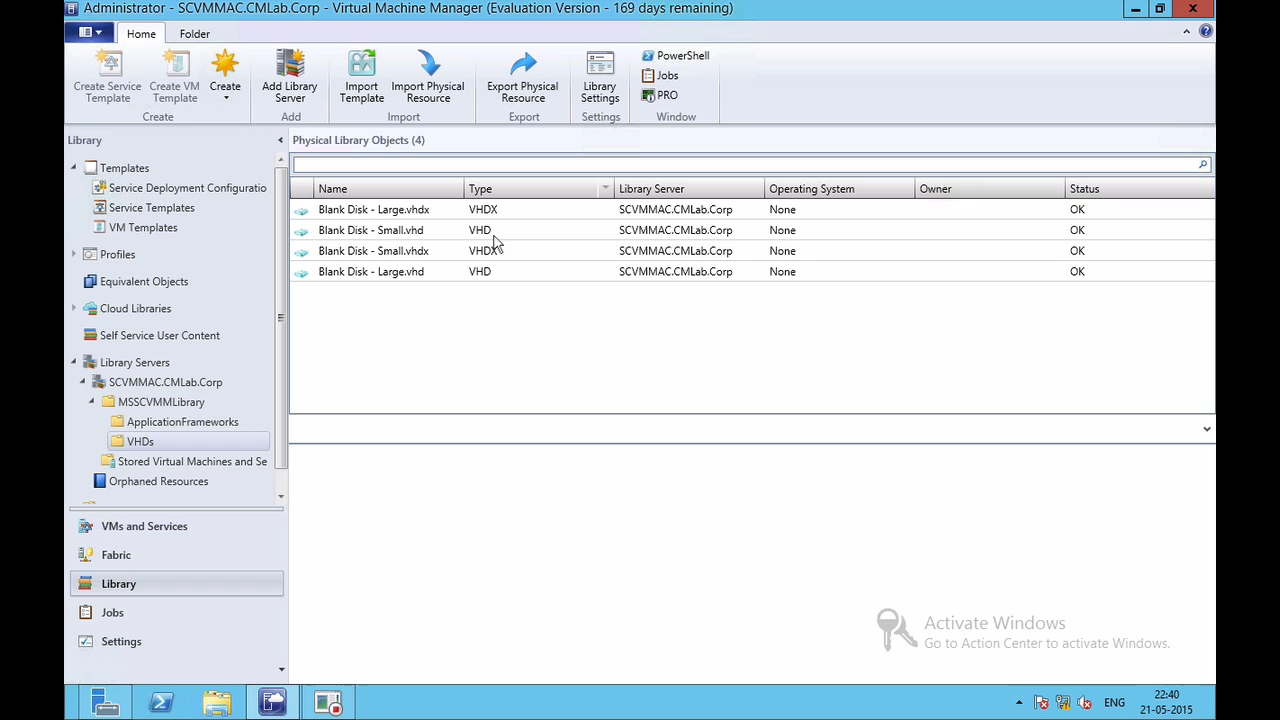 Administrator - SCVMMAC.CMLab.Corp - Virtual Machine Manager (Evaluation Version - 169 days remaining)
Home Folder
Create Service Template
Create VM Template
Create
Add Library Server
Import Template
Import Physical Resource
Export Physical Resource
Library Settings
PowerShell
Jobs
PRO
Create Add Import Export Settings Window
Library
Templates
Service Deployment Configuratio
Service Templates
VM Templates
Profiles
Equivalent Objects
Cloud Libraries
Self Service User Content
Library Servers
SCVMMAC.CMLab.Corp
MSSCVMMLibrary
ApplicationFrameworks
VHDs
Stored Virtual Machines and Se
Orphaned Resources
VMs and Services
Fabric
Library
Jobs
Settings
Physical Library Objects (4)
Name Type Library Server Operating System Owner Status
Blank Disk - Large.vhdx VHDX SCVMMAC.CMLab.Corp None OK
Blank Disk - Small.vhd VHD SCVMMAC.CMLab.Corp None OK
Blank Disk - Small.vhdx VHDX SCVMMAC.CMLab.Corp None OK
Blank Disk - Large.vhd VHD SCVMMAC.CMLab.Corp None OK
Activate Windows
Go to Action Center to activate Windows.
ENG
22:40
21-05-2015